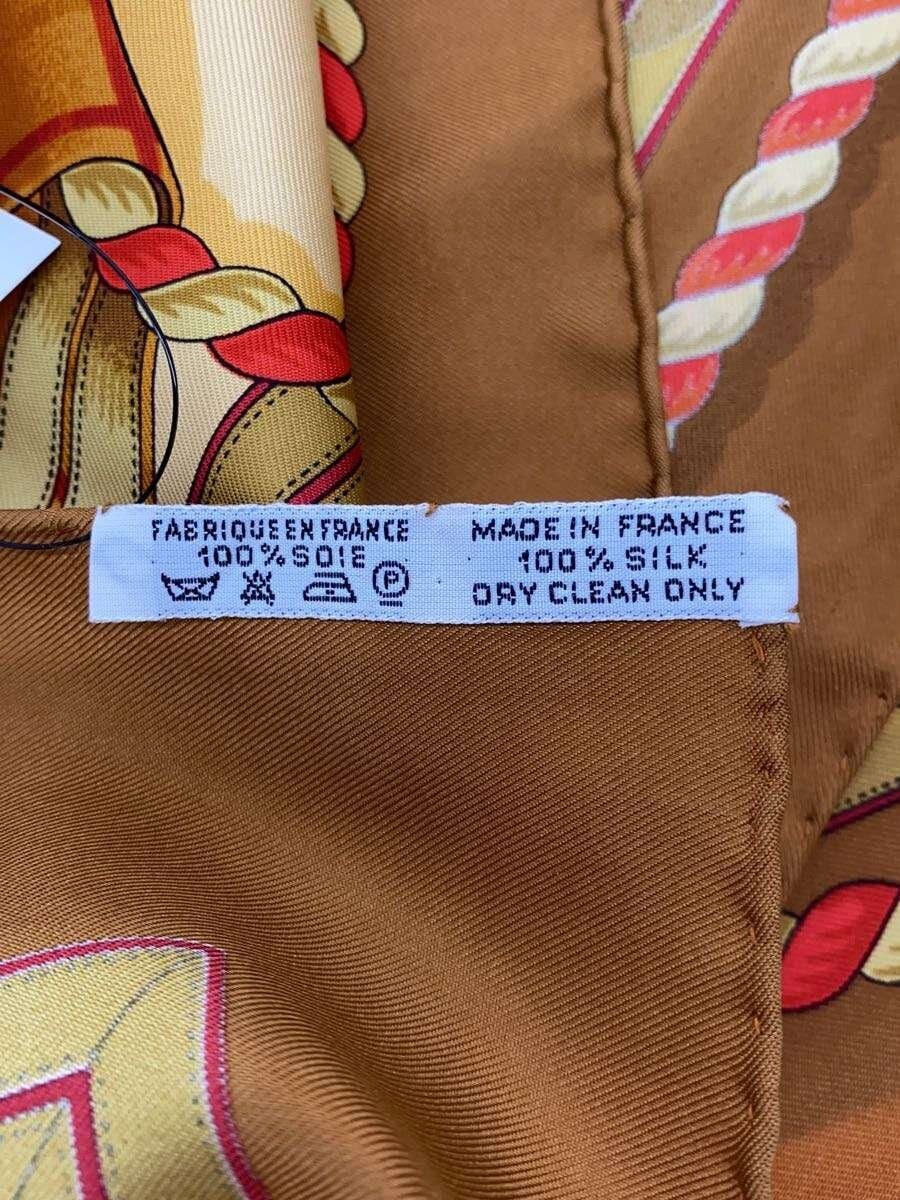 FABRIQUE EN FRANCE
100% SOIE
P
MADE IN FRANCE
100% SILK
DRY CLEAN ONLY